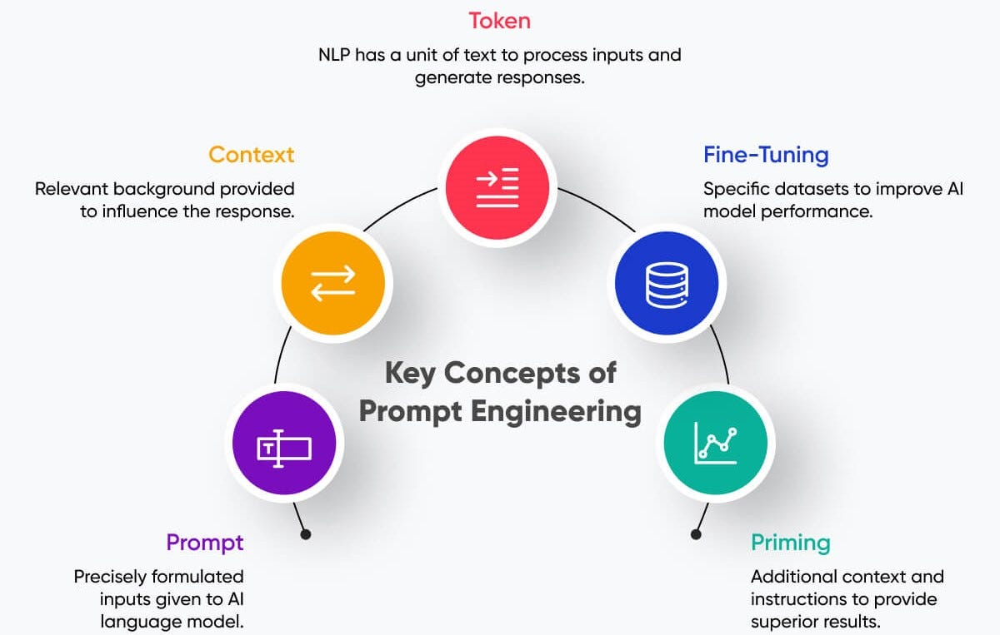 Token
NLP has a unit of text to process inputs and
generate responses.
Context
Relevant background provided
to influence the response.
Fine-Tuning
Specific datasets to improve AI
model performance.
Key Concepts of
Prompt Engineering
T
Prompt
Precisely formulated
inputs given to AI
language model.
Priming
Additional context and
instructions to provide
superior results.